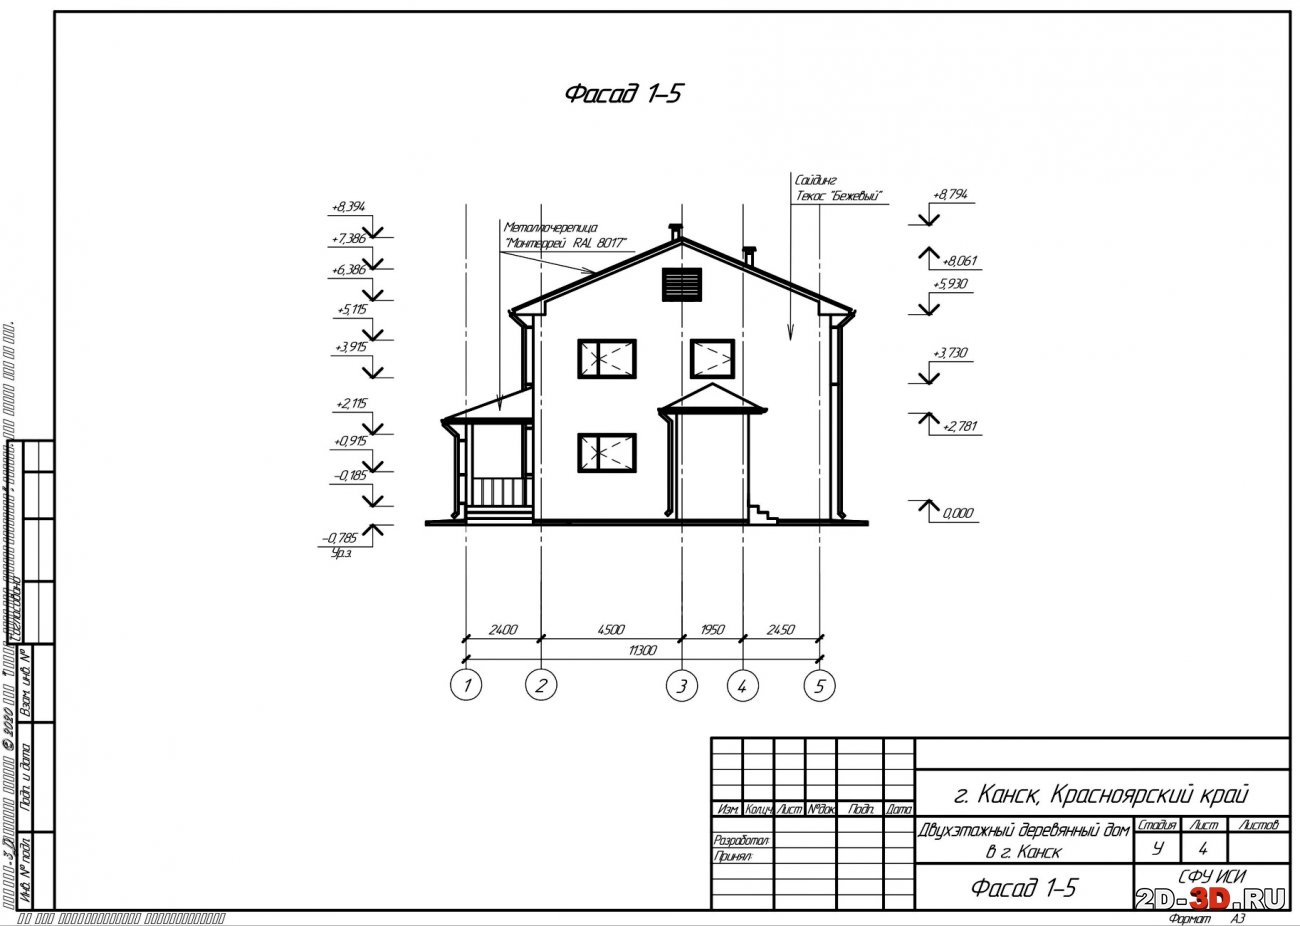 Фасад 1-5
Сайдинг
Текос "Бежевый"
Металлочерепица
"Монтеррей RAL 8017"
+8,394
+7,386
+6,386
+5,115
+3,915
+2,115
+0,915
-0,185
-0,785
Ур.з.
+8,794
+8,061
+5,930
+3,730
+2,781
0,000
2400 4500 1950 2450
11300
1 2 3 4 5
Согласовано
Взам. инв. №
Подп. и дата
Инв. № подл.
© 2020
г. Канск, Красноярский край
Изм. Кол.уч Лист №док. Подп. Дата
Разработал:
Принял:
Двухэтажный деревянный дом
в г. Канск
Стадия Лист Листов
У 4
Фасад 1-5
СФУ ИСИ
2D-3D.RU
Формат А3